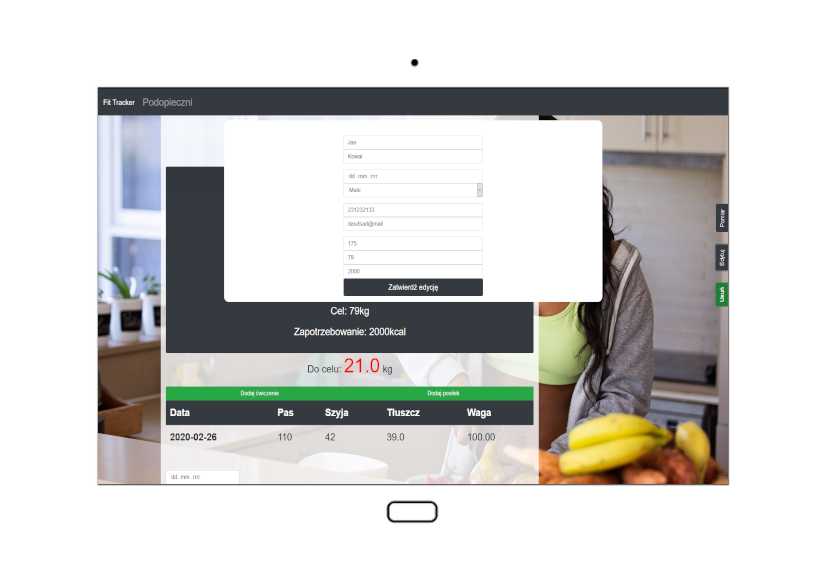 Fit Tracker Podopieczni
Jan
Kowal
dd . mm . rrrr
Male
231232133
dasdsad@mail
175
79
2000
Zatwierdź edycję
Pomiar
Edytuj
Usuń
Cel: 79kg
Zapotrzebowanie: 2000kcal
Do celu: 21.0 kg
Dodaj ćwiczenie Dodaj posiłek
Data Pas Szyja Tłuszcz Waga
2020-02-26 110 42 39.0 100.00
dd . mm . rrrr